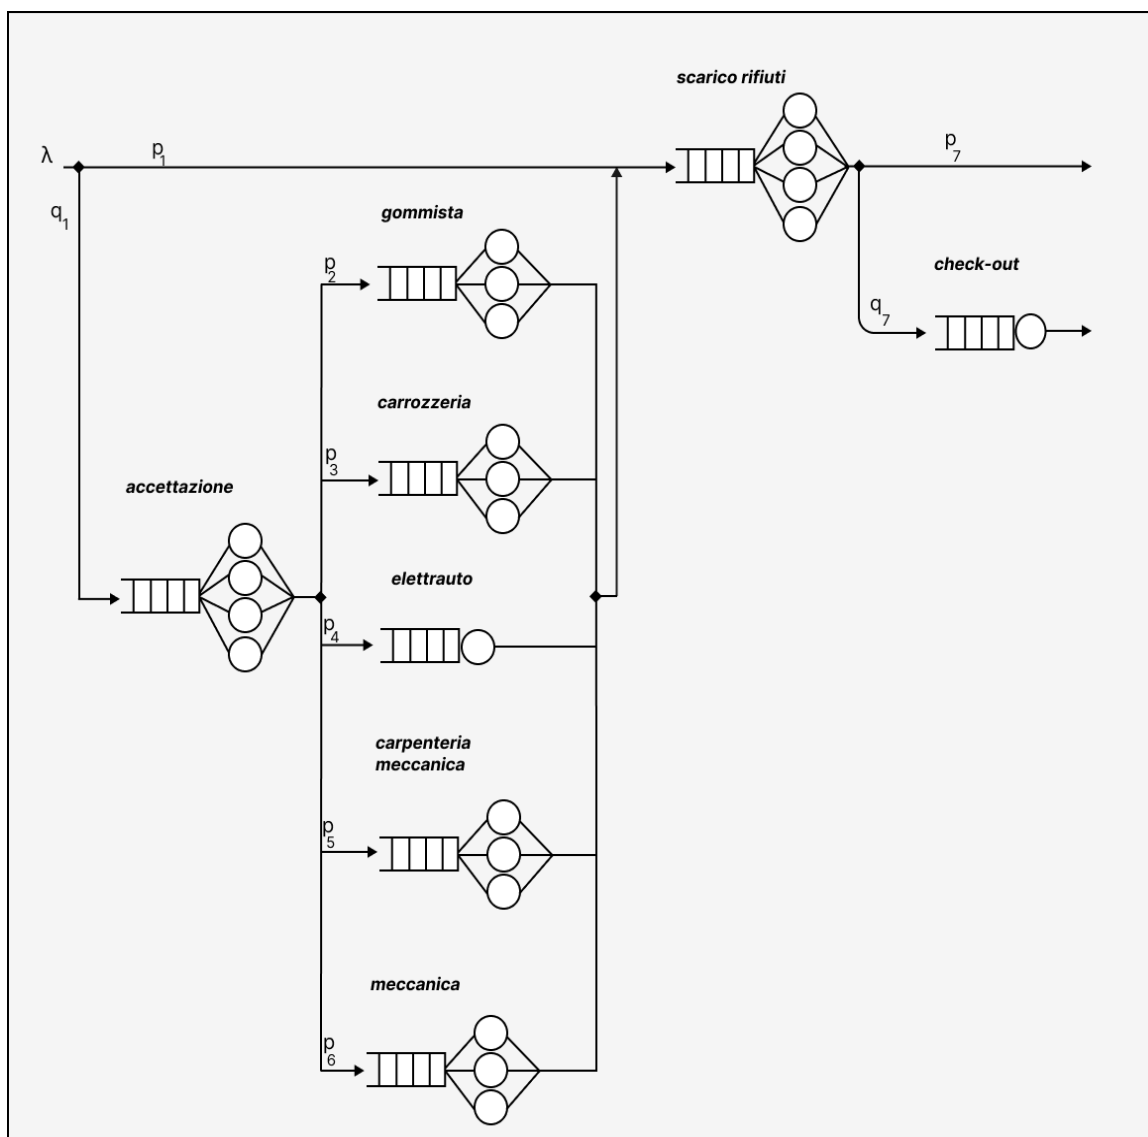 scarico rifiuti
λ
p1
p7
q1
gommista
p2
check-out
q7
carrozzeria
p3
accettazione
elettrauto
p4
carpenteria
meccanica
p5
meccanica
p6